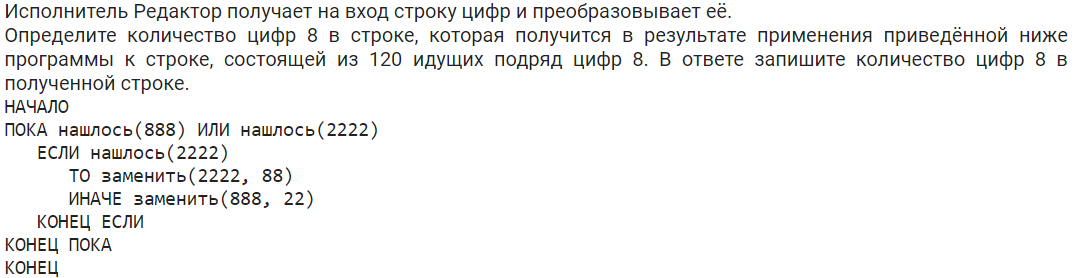 Исполнитель Редактор получает на вход строку цифр и преобразовывает её.
Определите количество цифр 8 в строке, которая получится в результате применения приведённой ниже
программы к строке, состоящей из 120 идущих подряд цифр 8. В ответе запишите количество цифр 8 в
полученной строке.
НАЧАЛО
ПОКА нашлось(888) ИЛИ нашлось(2222)
   ЕСЛИ нашлось(2222)
      ТО заменить(2222, 88)
      ИНАЧЕ заменить(888, 22)
   КОНЕЦ ЕСЛИ
КОНЕЦ ПОКА
КОНЕЦ